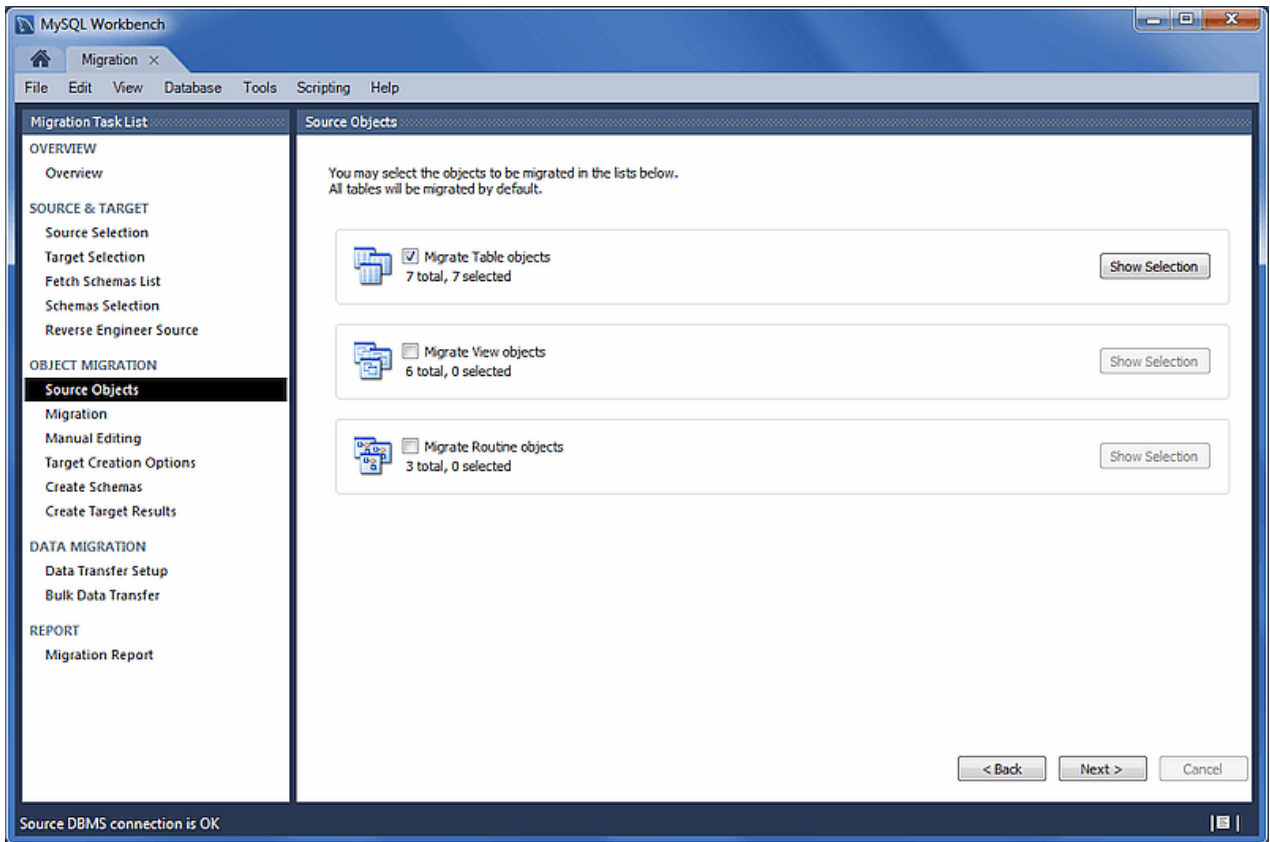 MySQL Workbench
Migration
File Edit View Database Tools Scripting Help
Migration Task List
OVERVIEW
Overview
SOURCE & TARGET
Source Selection
Target Selection
Fetch Schemas List
Schemas Selection
Reverse Engineer Source
OBJECT MIGRATION
Source Objects
Migration
Manual Editing
Target Creation Options
Create Schemas
Create Target Results
DATA MIGRATION
Data Transfer Setup
Bulk Data Transfer
REPORT
Migration Report
Source Objects
You may select the objects to be migrated in the lists below.
All tables will be migrated by default.
Migrate Table objects
7 total, 7 selected
Show Selection
Migrate View objects
6 total, 0 selected
Show Selection
Migrate Routine objects
3 total, 0 selected
Show Selection
< Back Next > Cancel
Source DBMS connection is OK